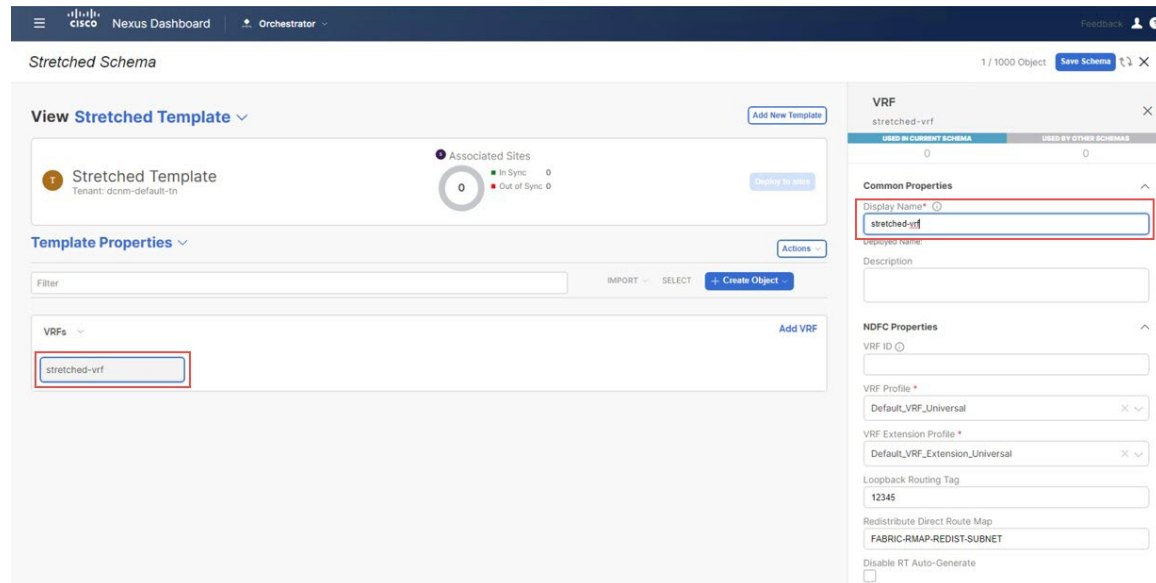 CISCO Nexus Dashboard Orchestrator Feedback
Stretched Schema 1 / 1000 Object Save Schema
View Stretched Template Add New Template
T Stretched Template
Tenant: dcnm-default-tn
Associated Sites
0
In Sync 0
Out of Sync 0
Deploy to sites
Template Properties Actions
Filter IMPORT SELECT + Create Object
VRFs Add VRF
stretched-vrf
VRF
stretched-vrf
USED IN CURRENT SCHEMA USED BY OTHER SCHEMAS
0 0
Common Properties
Display Name*
stretched-vrf
Deployed Name:
Description
NDFC Properties
VRF ID
VRF Profile *
Default_VRF_Universal
VRF Extension Profile *
Default_VRF_Extension_Universal
Loopback Routing Tag
12345
Redistribute Direct Route Map
FABRIC-RMAP-REDIST-SUBNET
Disable RT Auto-Generate